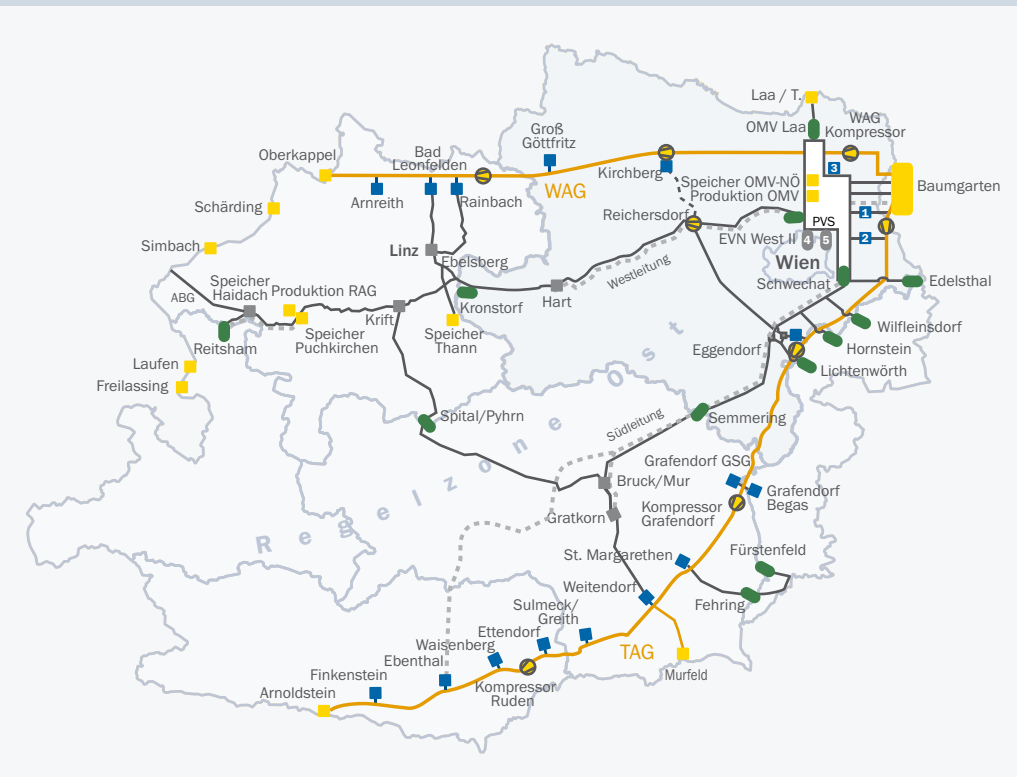 Laa / T.
OMV Laa
WAG
Kompressor
Groß
Göttfritz
Bad
Leonfelden
Oberkappel
3
Kirchberg
Speicher OMV-NÖ
Produktion OMV
Baumgarten
WAG
Arnreith
Rainbach
Schärding
Reichersdorf
PVS
1
EVN West II
4
5
2
Simbach
Linz
Ebelsberg
Westleitung
Wien
Schwechat
Edelsthal
Speicher
Haidach
Produktion RAG
ABG
Hart
Kronstorf
Krift
Speicher
Puchkirchen
Speicher
Thann
Reitsham
Wilfleinsdorf
Hornstein
Eggendorf
Laufen
Freilassing
Lichtenwörth
Regelzone Ost
Spital/Pyhrn
Südleitung
Semmering
Grafendorf GSG
Bruck/Mur
Grafendorf
Begas
Kompressor
Grafendorf
Gratkorn
Fürstenfeld
St. Margarethen
Weitendorf
Fehring
Sulmeck/
Greith
Ettendorf
Waisenberg
TAG
Ebenthal
Murfeld
Finkenstein
Kompressor
Ruden
Arnoldstein